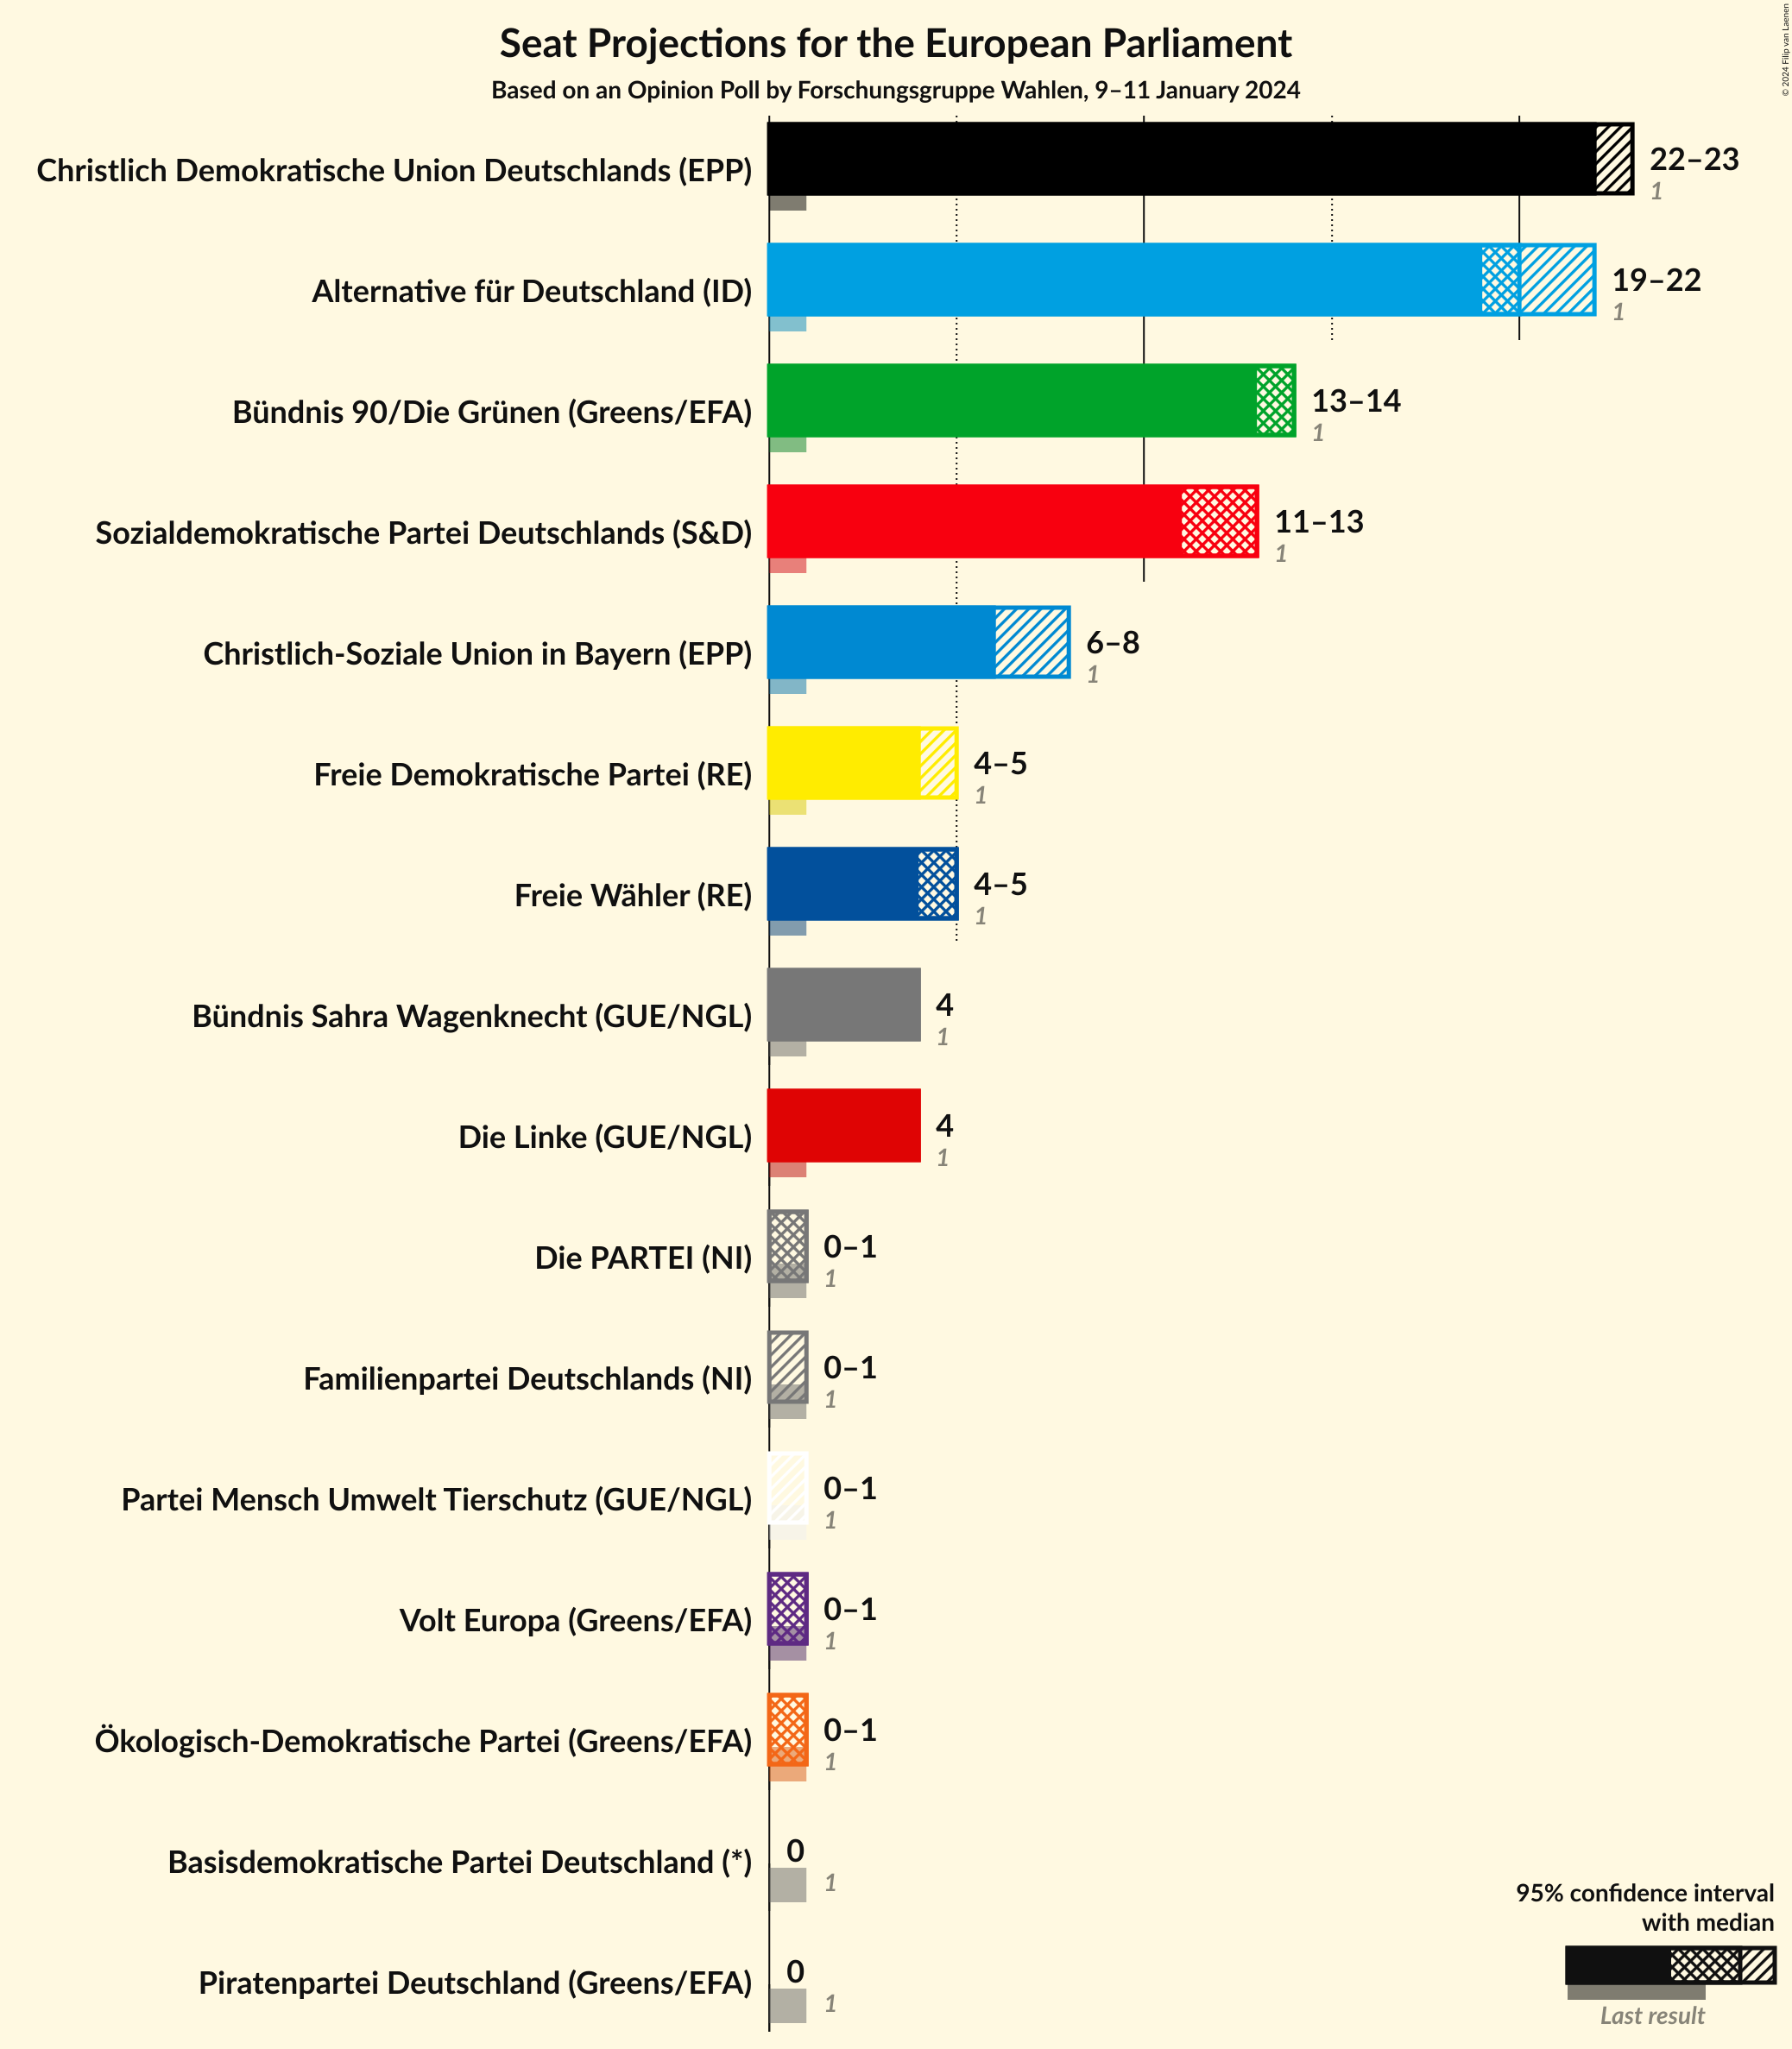 Seat Projections for the European Parliament
Based on an Opinion Poll by Forschungsgruppe Wahlen, 9–11 January 2024
© 2024 Filip van Laenen
Christlich Demokratische Union Deutschlands (EPP)
22–23
1
Alternative für Deutschland (ID)
19–22
1
Bündnis 90/Die Grünen (Greens/EFA)
13–14
1
Sozialdemokratische Partei Deutschlands (S&D)
11–13
1
Christlich-Soziale Union in Bayern (EPP)
6–8
1
Freie Demokratische Partei (RE)
4–5
1
Freie Wähler (RE)
4–5
1
Bündnis Sahra Wagenknecht (GUE/NGL)
4
1
Die Linke (GUE/NGL)
4
1
Die PARTEI (NI)
0–1
1
Familienpartei Deutschlands (NI)
0–1
1
Partei Mensch Umwelt Tierschutz (GUE/NGL)
0–1
1
Volt Europa (Greens/EFA)
0–1
1
Ökologisch-Demokratische Partei (Greens/EFA)
0–1
1
Basisdemokratische Partei Deutschland (*)
0
1
Piratenpartei Deutschland (Greens/EFA)
0
1
95% confidence interval
with median
Last result